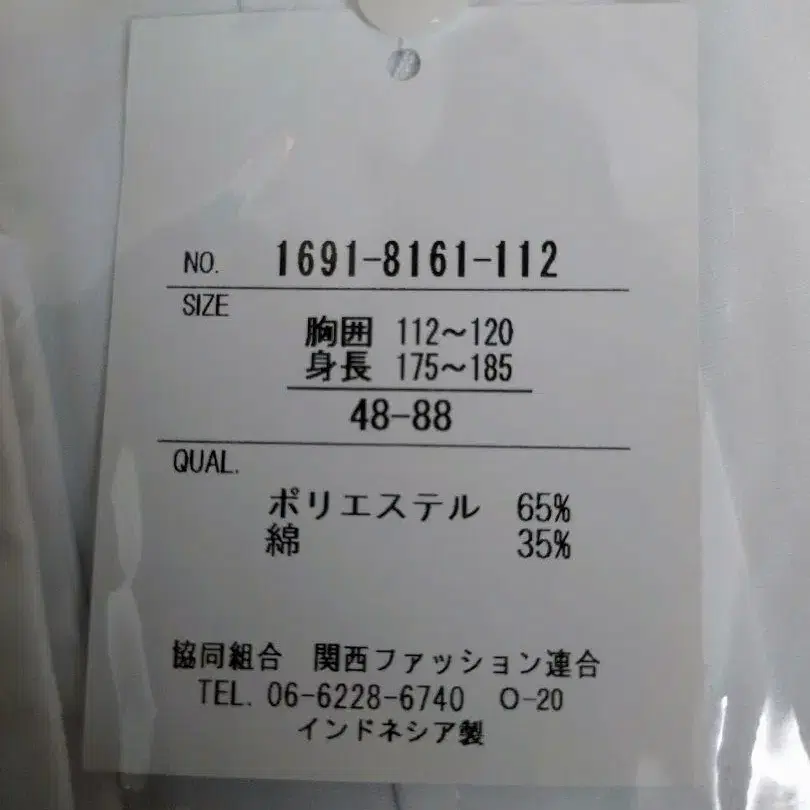 NO. 1691-8161-112
SIZE
胸囲 112～120
身長 175～185
48-88
QUAL.
ポリエステル 65%
綿 35%
協同組合 関西ファッション連合
TEL. 06-6228-6740 O-20
インドネシア製